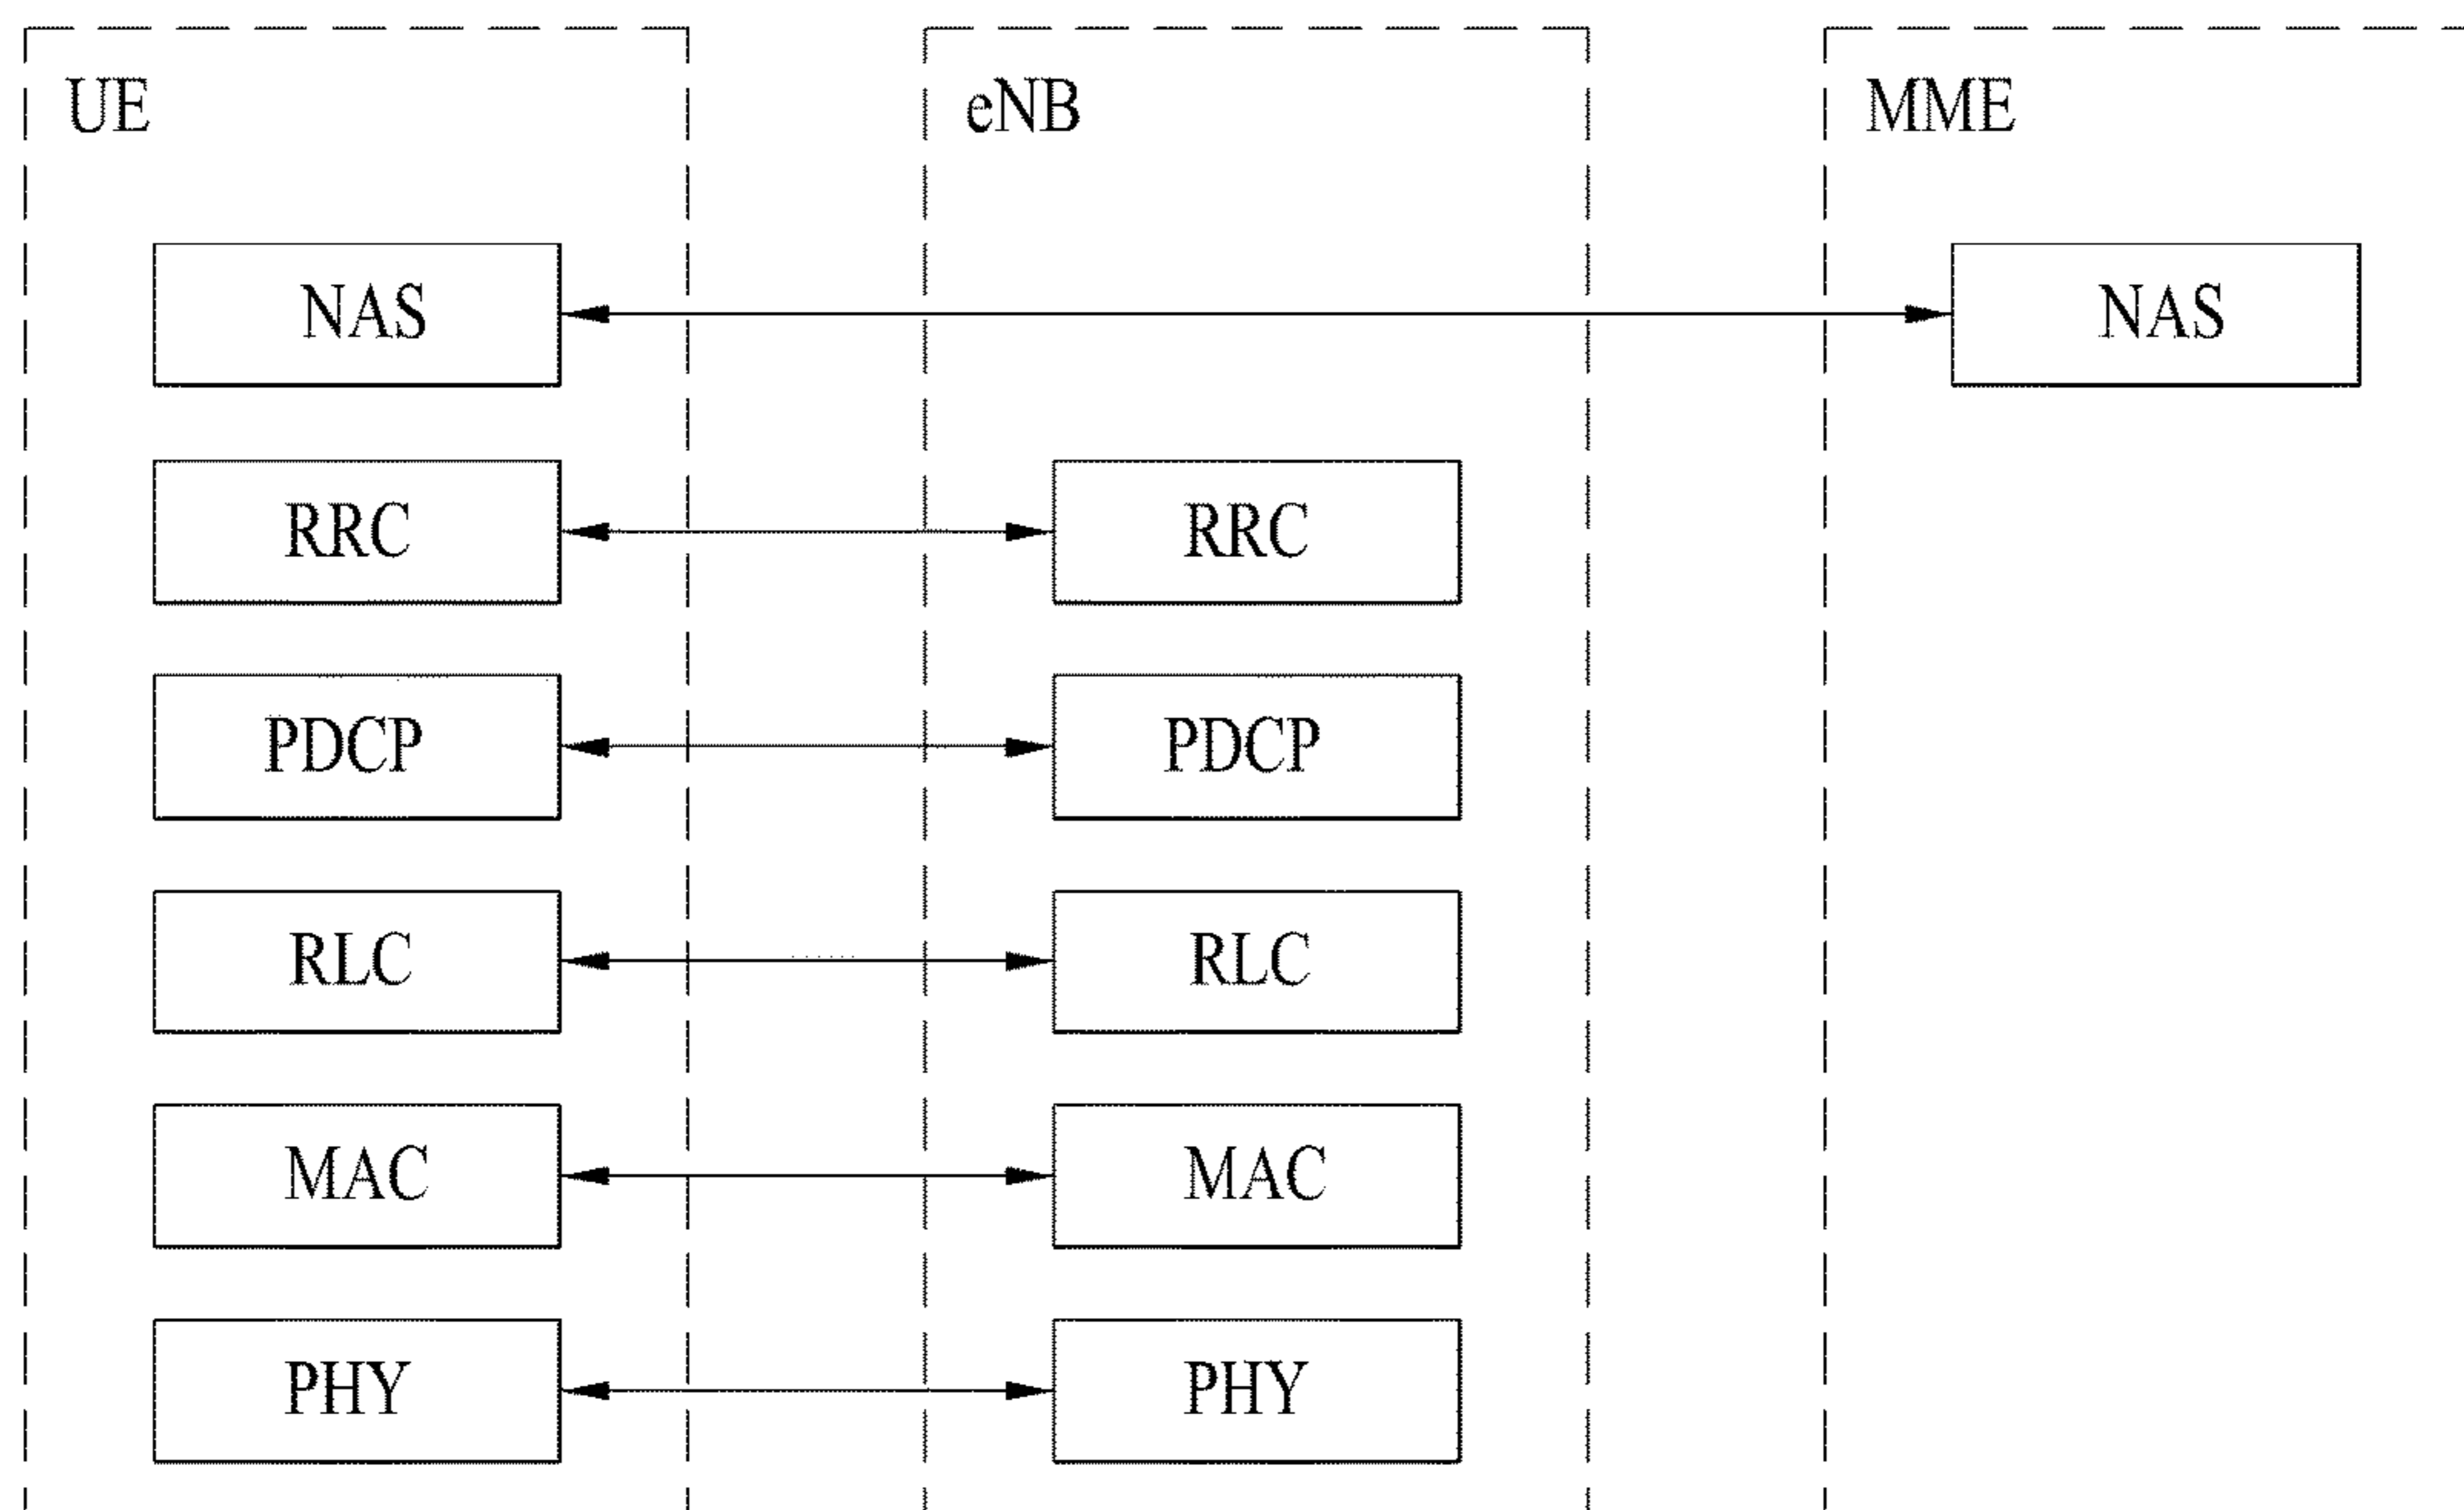 UE eNB MME
NAS NAS
RRC RRC
PDCP PDCP
RLC RLC
MAC MAC
PHY PHY